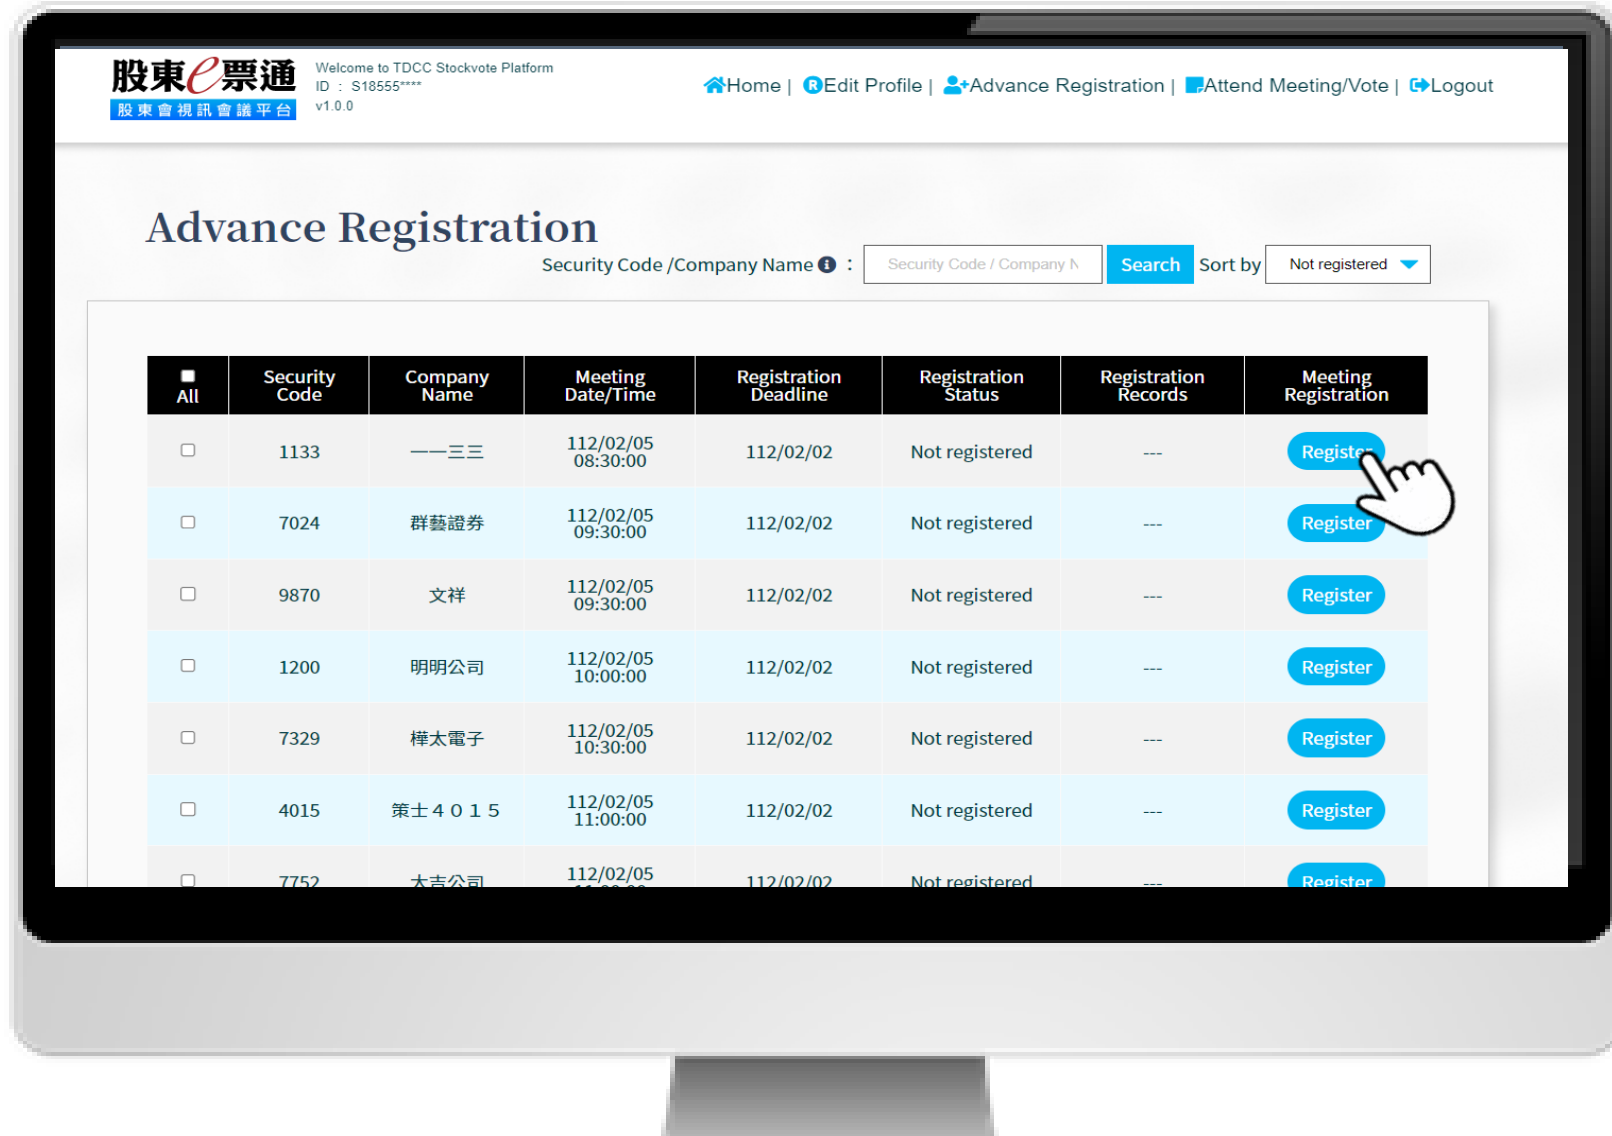 股東e票通
股東會視訊會議平台
Welcome to TDCC Stockvote Platform
ID : S18555****
v1.0.0
Home | Edit Profile | Advance Registration | Attend Meeting/Vote | Logout
Advance Registration
Security Code /Company Name : Security Code / Company N Search Sort by Not registered
All Security Code Company Name Meeting Date/Time Registration Deadline Registration Status Registration Records Meeting Registration
1133 一一三三 112/02/05 08:30:00 112/02/02 Not registered --- Register
7024 群藝證券 112/02/05 09:30:00 112/02/02 Not registered --- Register
9870 文祥 112/02/05 09:30:00 112/02/02 Not registered --- Register
1200 明明公司 112/02/05 10:00:00 112/02/02 Not registered --- Register
7329 樺太電子 112/02/05 10:30:00 112/02/02 Not registered --- Register
4015 策士４０１５ 112/02/05 11:00:00 112/02/02 Not registered --- Register
7752 大吉公司 112/02/05 112/02/02 Not registered --- Register